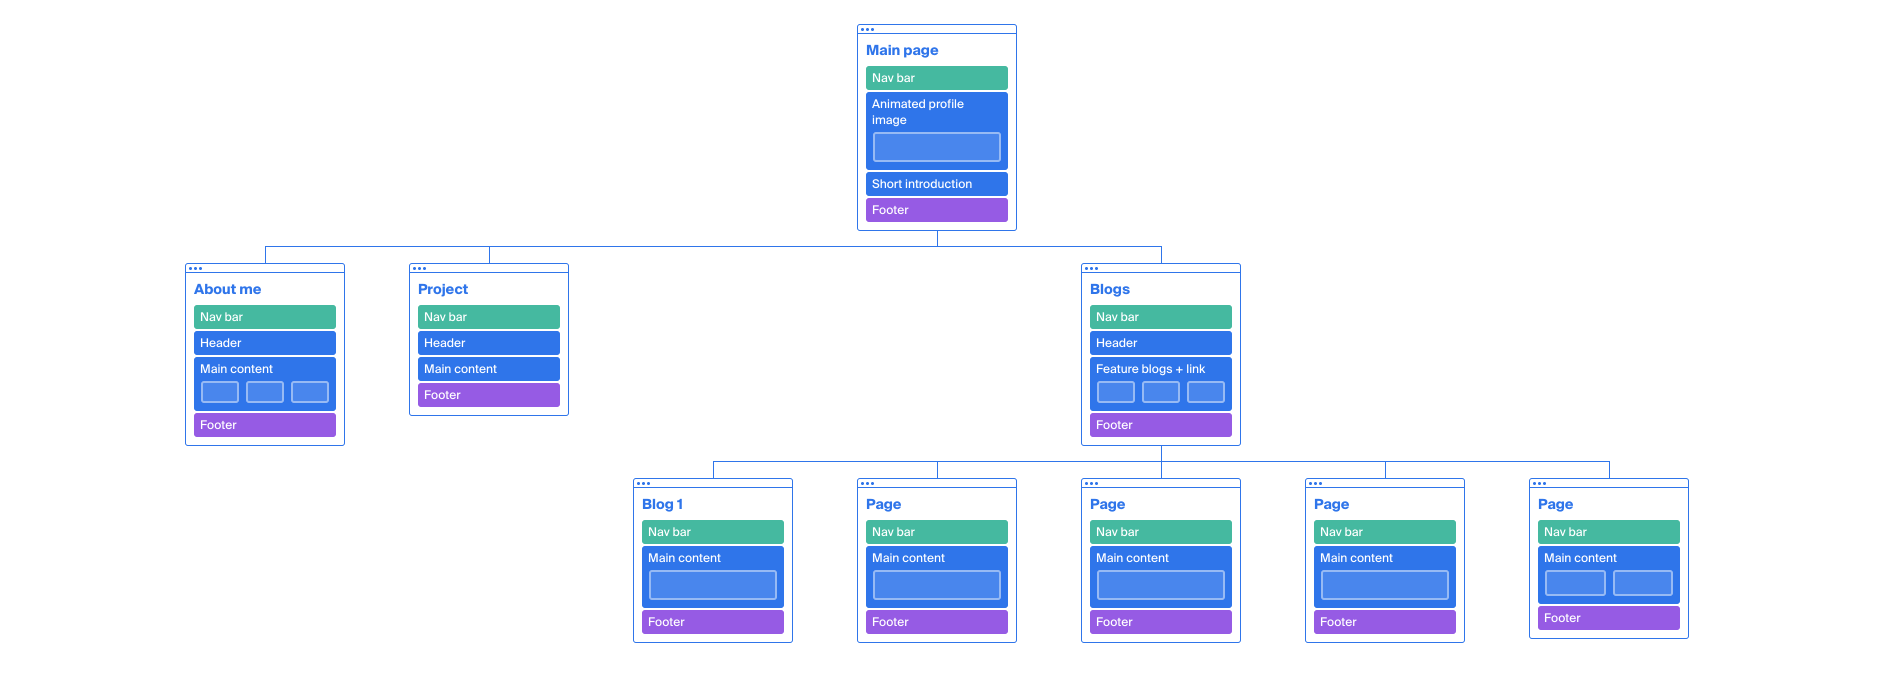 Main page
Nav bar
Animated profile
image
Short introduction
Footer
About me
Nav bar
Header
Main content
Footer
Project
Nav bar
Header
Main content
Footer
Blogs
Nav bar
Header
Feature blogs + link
Footer
Blog 1
Nav bar
Main content
Footer
Page
Nav bar
Main content
Footer
Page
Nav bar
Main content
Footer
Page
Nav bar
Main content
Footer
Page
Nav bar
Main content
Footer